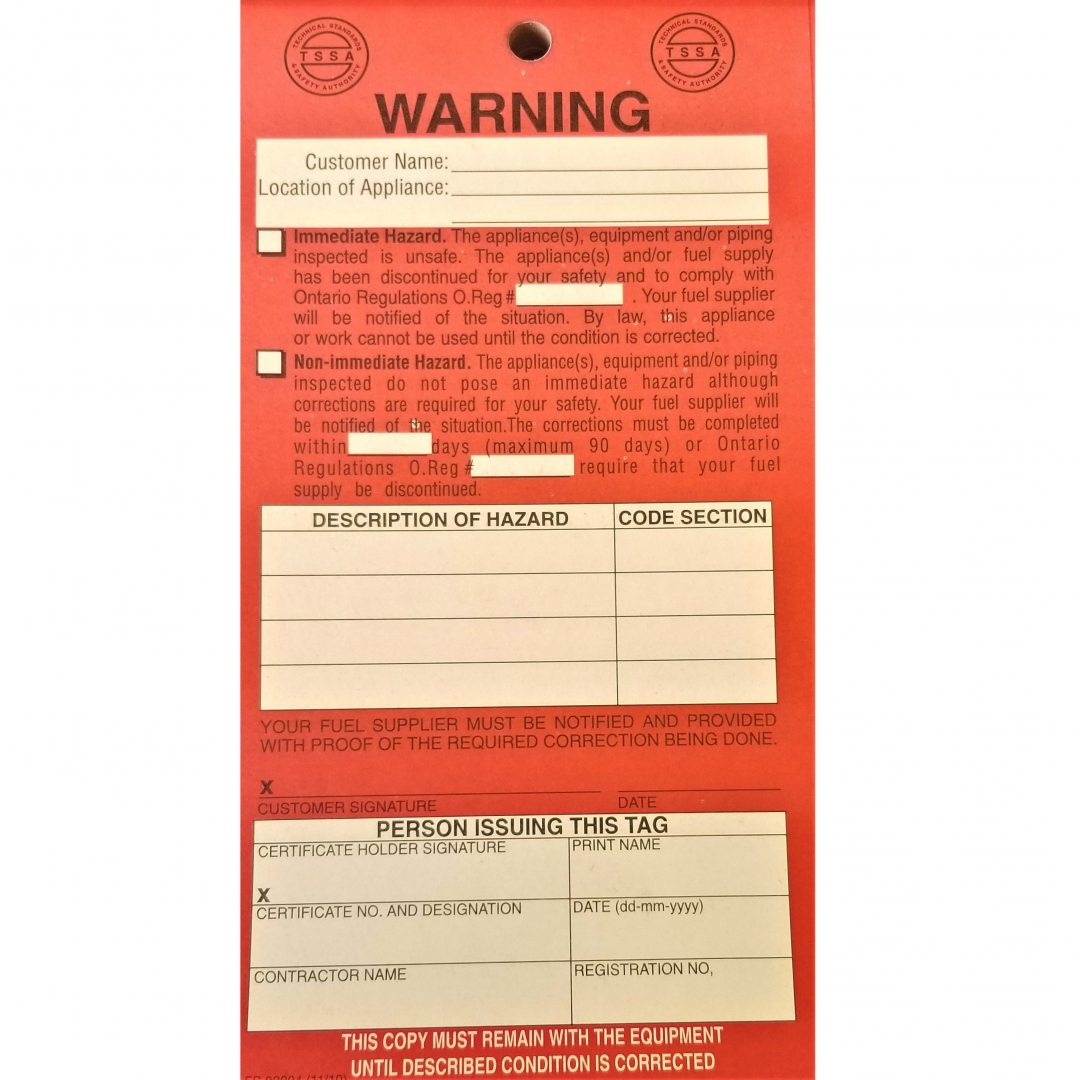 TECHNICAL STANDARDS
TSSA
& SAFETY AUTHORITY
TECHNICAL STANDARDS
TSSA
& SAFETY AUTHORITY
WARNING
Customer Name:
Location of Appliance:
Immediate Hazard. The appliance(s), equipment and/or piping
inspected is unsafe. The appliance(s) and/or fuel supply
has been discontinued for your safety and to comply with
Ontario Regulations O.Reg # . Your fuel supplier
will be notified of the situation. By law, this appliance
or work cannot be used until the condition is corrected.
Non-immediate Hazard. The appliance(s), equipment and/or piping
inspected do not pose an immediate hazard although
corrections are required for your safety. Your fuel supplier will
be notified of the situation.The corrections must be completed
within days (maximum 90 days) or Ontario
Regulations O.Reg # require that your fuel
supply be discontinued.
DESCRIPTION OF HAZARD CODE SECTION
YOUR FUEL SUPPLIER MUST BE NOTIFIED AND PROVIDED
WITH PROOF OF THE REQUIRED CORRECTION BEING DONE.
X
CUSTOMER SIGNATURE DATE
PERSON ISSUING THIS TAG
CERTIFICATE HOLDER SIGNATURE PRINT NAME
X
CERTIFICATE NO. AND DESIGNATION DATE (dd-mm-yyyy)
CONTRACTOR NAME REGISTRATION NO,
THIS COPY MUST REMAIN WITH THE EQUIPMENT
UNTIL DESCRIBED CONDITION IS CORRECTED